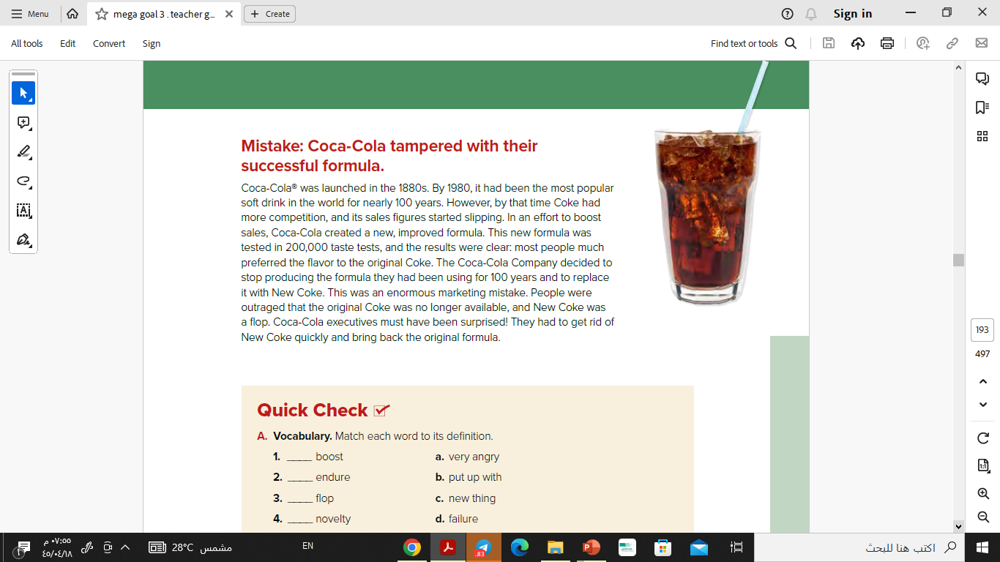 Menu
mega goal 3 . teacher g...
Create
Sign in
All tools
Edit
Convert
Sign
Find text or tools
Mistake: Coca-Cola tampered with their
successful formula.
Coca-Cola® was launched in the 1880s. By 1980, it had been the most popular
soft drink in the world for nearly 100 years. However, by that time Coke had
more competition, and its sales figures started slipping. In an effort to boost
sales, Coca-Cola created a new, improved formula. This new formula was
tested in 200,000 taste tests, and the results were clear: most people much
preferred the flavor to the original Coke. The Coca-Cola Company decided to
stop producing the formula they had been using for 100 years and to replace
it with New Coke. This was an enormous marketing mistake. People were
outraged that the original Coke was no longer available, and New Coke was
a flop. Coca-Cola executives must have been surprised! They had to get rid of
New Coke quickly and bring back the original formula.
193
497
Quick Check
A. Vocabulary. Match each word to its definition.
1. ____ boost a. very angry
2. ____ endure b. put up with
3. ____ flop c. new thing
4. ____ novelty d. failure
٠٧:٥٥ م
٤٥/٠٤/١٨
28°C مشمس
EN
اكتب هنا للبحث